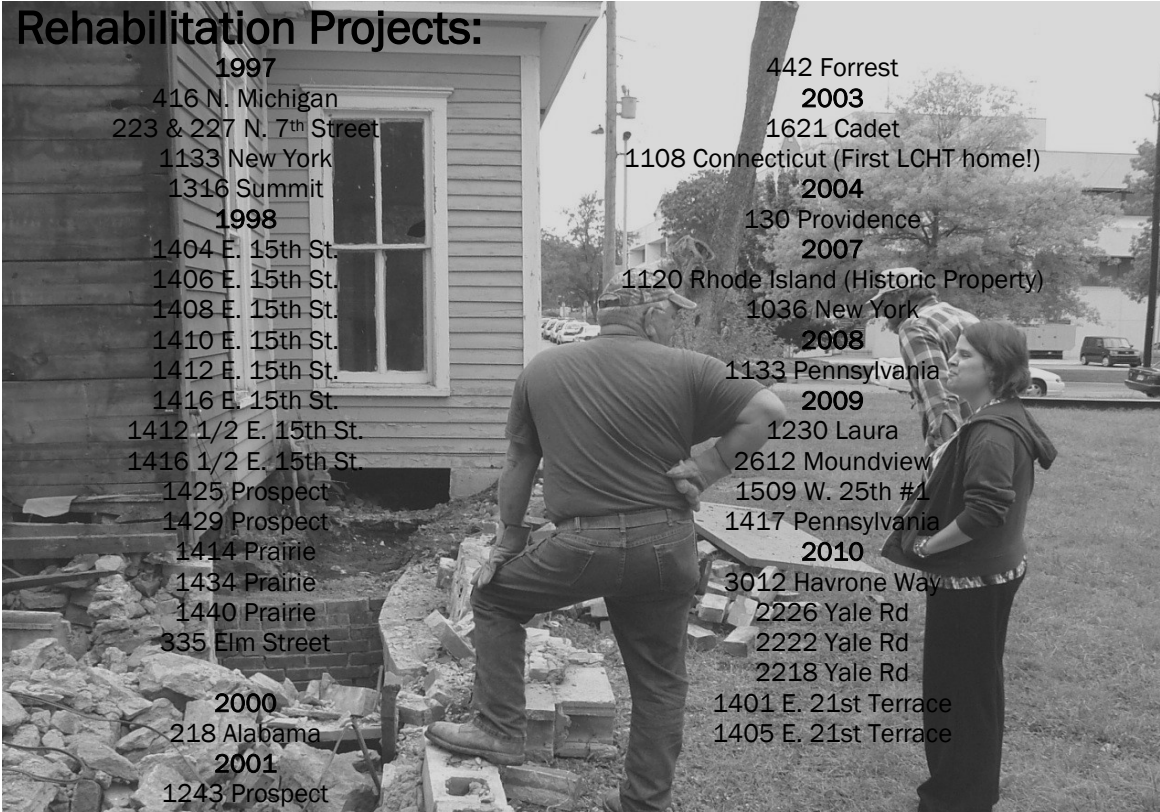 Rehabilitation Projects:
1997
416 N. Michigan
223 & 227 N. 7th Street
1133 New York
1316 Summit
1998
1404 E. 15th St.
1406 E. 15th St.
1408 E. 15th St.
1410 E. 15th St.
1412 E. 15th St.
1416 E. 15th St.
1412 1/2 E. 15th St.
1416 1/2 E. 15th St.
1425 Prospect
1429 Prospect
1414 Prairie
1434 Prairie
1440 Prairie
335 Elm Street
2000
218 Alabama
2001
1243 Prospect
442 Forrest
2003
1621 Cadet
1108 Connecticut (First LCHT home!)
2004
130 Providence
2007
1120 Rhode Island (Historic Property)
1036 New York
2008
1133 Pennsylvania
2009
1230 Laura
2612 Moundview
1509 W. 25th #1
1417 Pennsylvania
2010
3012 Havrone Way
2226 Yale Rd
2222 Yale Rd
2218 Yale Rd
1401 E. 21st Terrace
1405 E. 21st Terrace